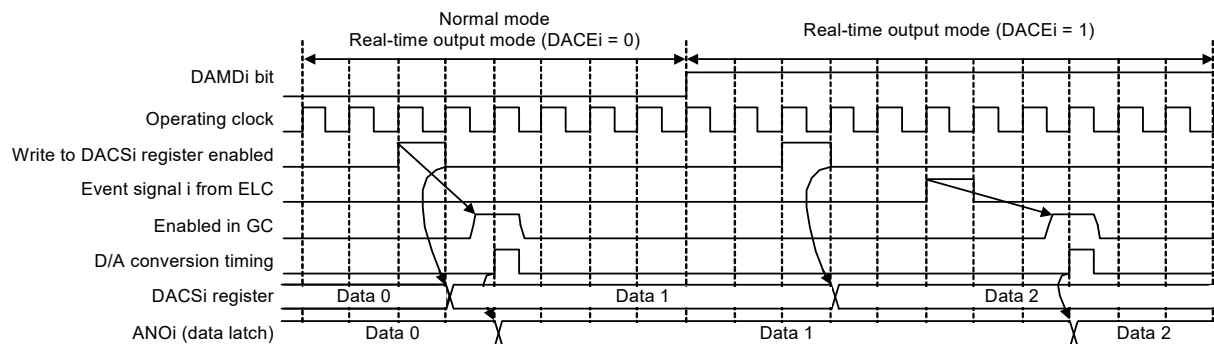 Normal mode
Real-time output mode (DACEi = 0)
Real-time output mode (DACEi = 1)
DAMDi bit
Operating clock
Write to DACSi register enabled
Event signal i from ELC
Enabled in GC
D/A conversion timing
DACSi register
Data 0
Data 1
Data 2
ANOi (data latch)
Data 0
Data 1
Data 2